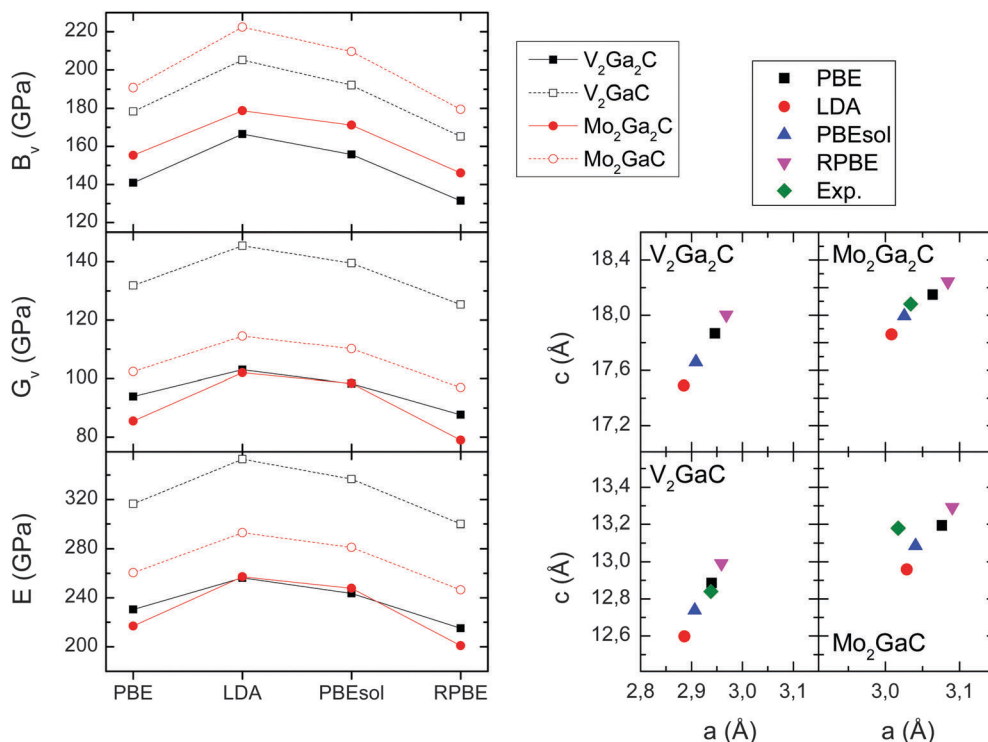 B_v (GPa)
220
200
180
160
140
120
G_v (GPa)
140
120
100
80
E (GPa)
320
280
240
200
PBE LDA PBEsol RPBE
V₂Ga₂C
V₂GaC
Mo₂Ga₂C
Mo₂GaC
PBE
LDA
PBEsol
RPBE
Exp.
V₂Ga₂C Mo₂Ga₂C
c (Å)
18,4
18,0
17,6
17,2
V₂GaC
Mo₂GaC
c (Å)
13,4
13,2
13,0
12,8
12,6
2,8 2,9 3,0 3,1 3,0 3,1
a (Å) a (Å)